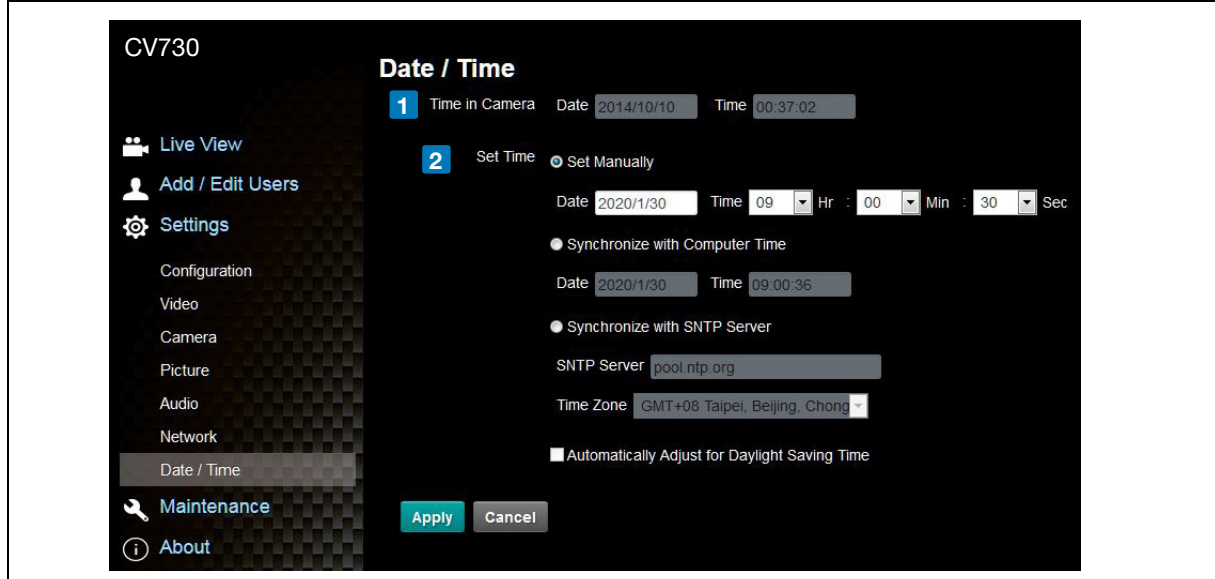 CV730
Live View
Add / Edit Users
Settings
Configuration
Video
Camera
Picture
Audio
Network
Date / Time
Maintenance
About
Date / Time
1 Time in Camera Date 2014/10/10 Time 00:37:02
2 Set Time Set Manually
Date 2020/1/30 Time 09 Hr : 00 Min : 30 Sec
Synchronize with Computer Time
Date 2020/1/30 Time 09:00:36
Synchronize with SNTP Server
SNTP Server pool.ntp.org
Time Zone GMT+08 Taipei, Beijing, Chong
Automatically Adjust for Daylight Saving Time
Apply Cancel